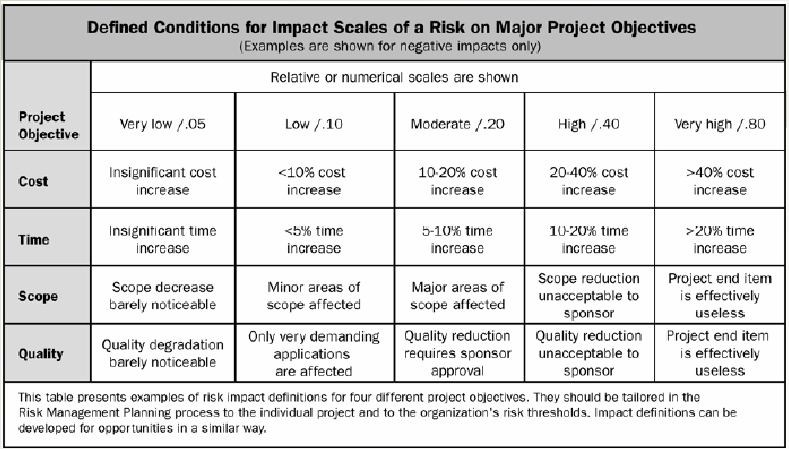 Defined Conditions for Impact Scales of a Risk on Major Project Objectives
(Examples are shown for negative impacts only)
Relative or numerical scales are shown
Project
Objective
Very low /.05
Low /.10
Moderate /.20
High /.40
Very high /.80
Cost
Insignificant cost
increase
<10% cost
increase
10-20% cost
increase
20-40% cost
increase
>40% cost
increase
Time
Insignificant time
increase
<5% time
increase
5-10% time
increase
10-20% time
increase
>20% time
increase
Scope
Scope decrease
barely noticeable
Minor areas of
scope affected
Major areas of
scope affected
Scope reduction
unacceptable to
sponsor
Project end item
is effectively
useless
Quality
Quality degradation
barely noticeable
Only very demanding
applications
are affected
Quality reduction
requires sponsor
approval
Quality reduction
unacceptable to
sponsor
Project end item
is effectively
useless
This table presents examples of risk impact definitions for four different project objectives. They should be tailored in the
Risk Management Planning process to the individual project and to the organization's risk thresholds. Impact definitions can be
developed for opportunities in a similar way.